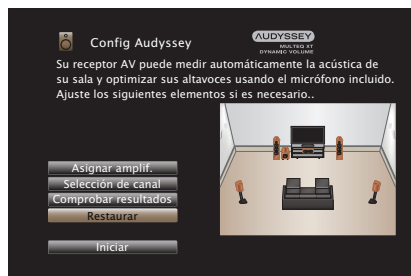 Config Audyssey
AUDYSSEY
MULTEQ XT
DYNAMIC VOLUME
Su receptor AV puede medir automáticamente la acústica de
su sala y optimizar sus altavoces usando el micrófono incluido.
Ajuste los siguientes elementos si es necesario..
Asignar amplif.
Selección de canal
Comprobar resultados
Restaurar
Iniciar